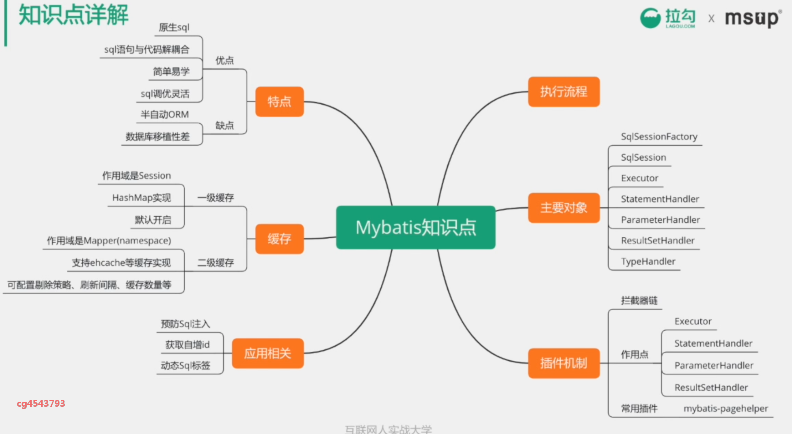 知识点详解
拉勾
LAGOU.COM
x
msup®
原生sql
sql语句与代码解耦合
简单易学
sql调优灵活
优点
半自动ORM
数据库移植性差
缺点
特点
作用域是Session
HashMap实现
默认开启
一级缓存
作用域是Mapper(namespace)
支持ehcache等缓存实现
可配置剔除策略、刷新间隔、缓存数量等
二级缓存
缓存
预防Sql注入
获取自增id
动态Sql标签
应用相关
Mybatis知识点
执行流程
主要对象
SqlSessionFactory
SqlSession
Executor
StatementHandler
ParameterHandler
ResultSetHandler
TypeHandler
插件机制
拦截器链
作用点
Executor
StatementHandler
ParameterHandler
ResultSetHandler
常用插件
mybatis-pagehelper
cg4543793
互联网人实战大学